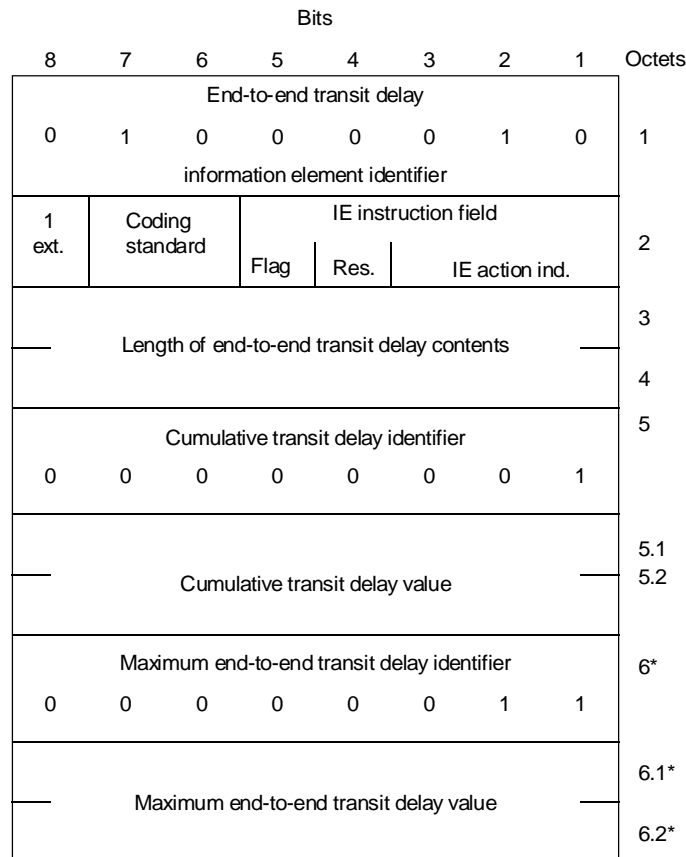 Bits
8 7 6 5 4 3 2 1 Octets
End-to-end transit delay
0 1 0 0 0 0 1 0 1
information element identifier
1 ext. Coding standard IE instruction field 2
Flag Res. IE action ind.
3
Length of end-to-end transit delay contents
4
5
Cumulative transit delay identifier
0 0 0 0 0 0 0 1
5.1
Cumulative transit delay value 5.2
Maximum end-to-end transit delay identifier 6*
0 0 0 0 0 0 1 1
6.1*
Maximum end-to-end transit delay value
6.2*